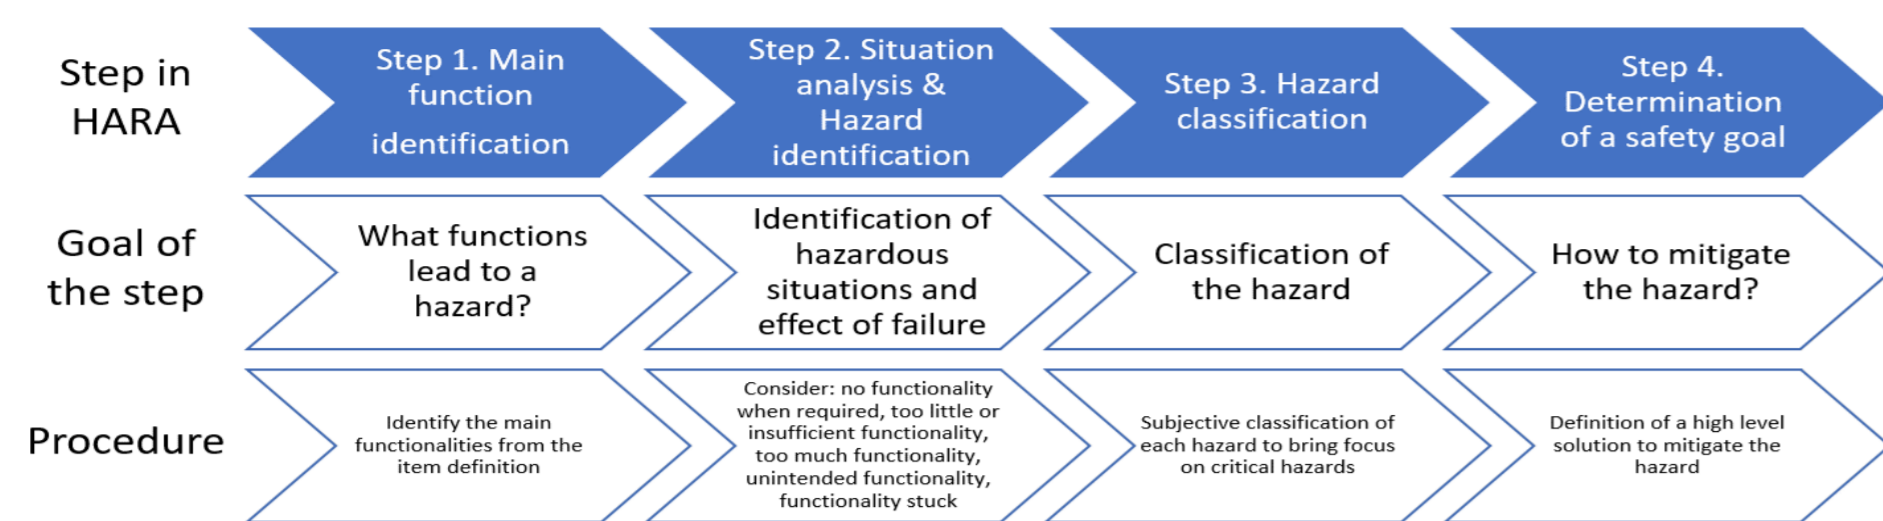 Step in
HARA
Step 1. Main
function
identification
Step 2. Situation
analysis &
Hazard
identification
Step 3. Hazard
classification
Step 4.
Determination
of a safety goal
Goal of
the step
What functions
lead to a
hazard?
Identification of
hazardous
situations and
effect of failure
Classification of
the hazard
How to mitigate
the hazard?
Procedure
Identify the main
functionalities from the
item definition
Consider: no functionality
when required, too little or
insufficient functionality,
too much functionality,
unintended functionality,
functionality stuck
Subjective classification of
each hazard to bring focus
on critical hazards
Definition of a high level
solution to mitigate the
hazard